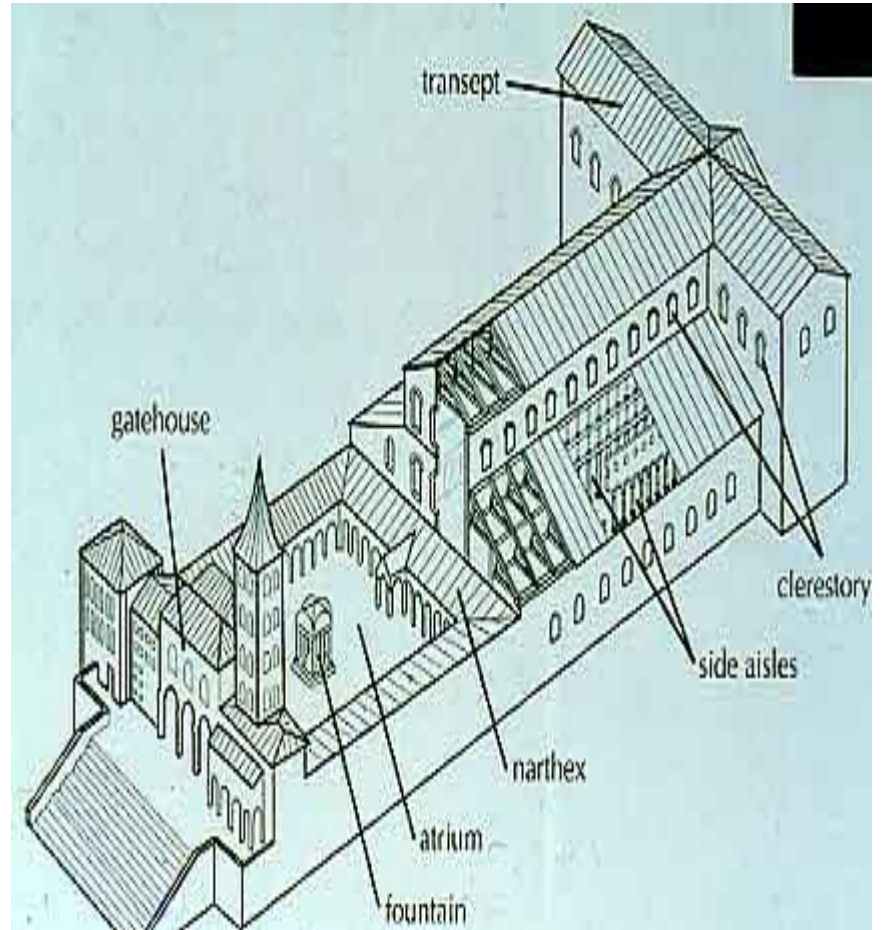 transept
gatehouse
clerestory
side aisles
narthex
atrium
fountain